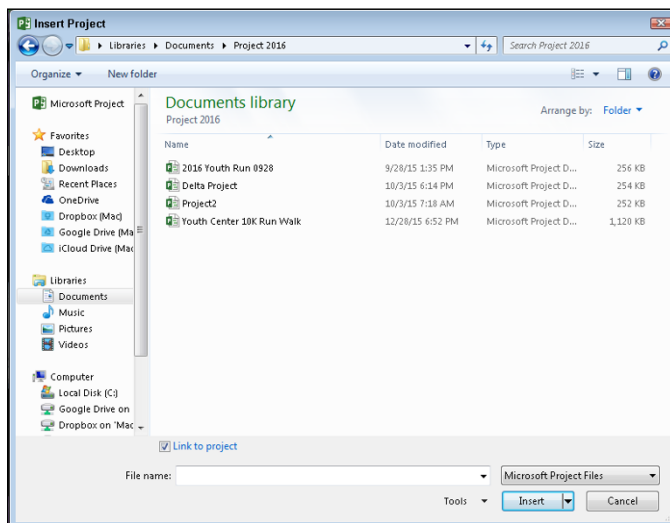 Insert Project
Libraries Documents Project 2016 Search Project 2016
Organize New folder
Microsoft Project
Favorites
Desktop
Downloads
Recent Places
OneDrive
Dropbox (Mac)
Google Drive (Ma
iCloud Drive (Mac
Libraries
Documents
Music
Pictures
Videos
Computer
Local Disk (C:)
Google Drive on
Dropbox on 'Mac
Documents library
Project 2016
Arrange by: Folder
Name Date modified Type Size
2016 Youth Run 0928 9/28/15 1:35 PM Microsoft Project D... 256 KB
Delta Project 10/3/15 6:14 PM Microsoft Project D... 254 KB
Project2 10/3/15 7:18 AM Microsoft Project D... 252 KB
Youth Center 10K Run Walk 12/28/15 6:52 PM Microsoft Project D... 1,120 KB
Link to project
File name: Microsoft Project Files
Tools Insert Cancel